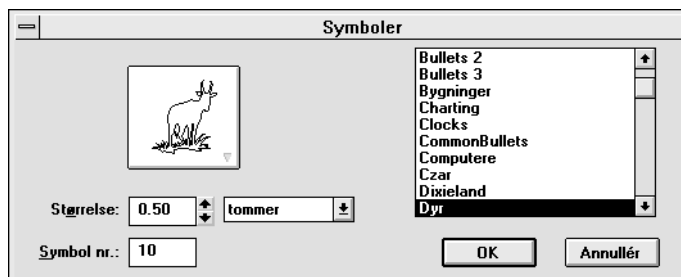 Symboler
Bullets 2
Bullets 3
Bygninger
Charting
Clocks
CommonBullets
Computere
Czar
Dixieland
Dyr
Størrelse: 0.50 tommer
Symbol nr.: 10
OK Annullér